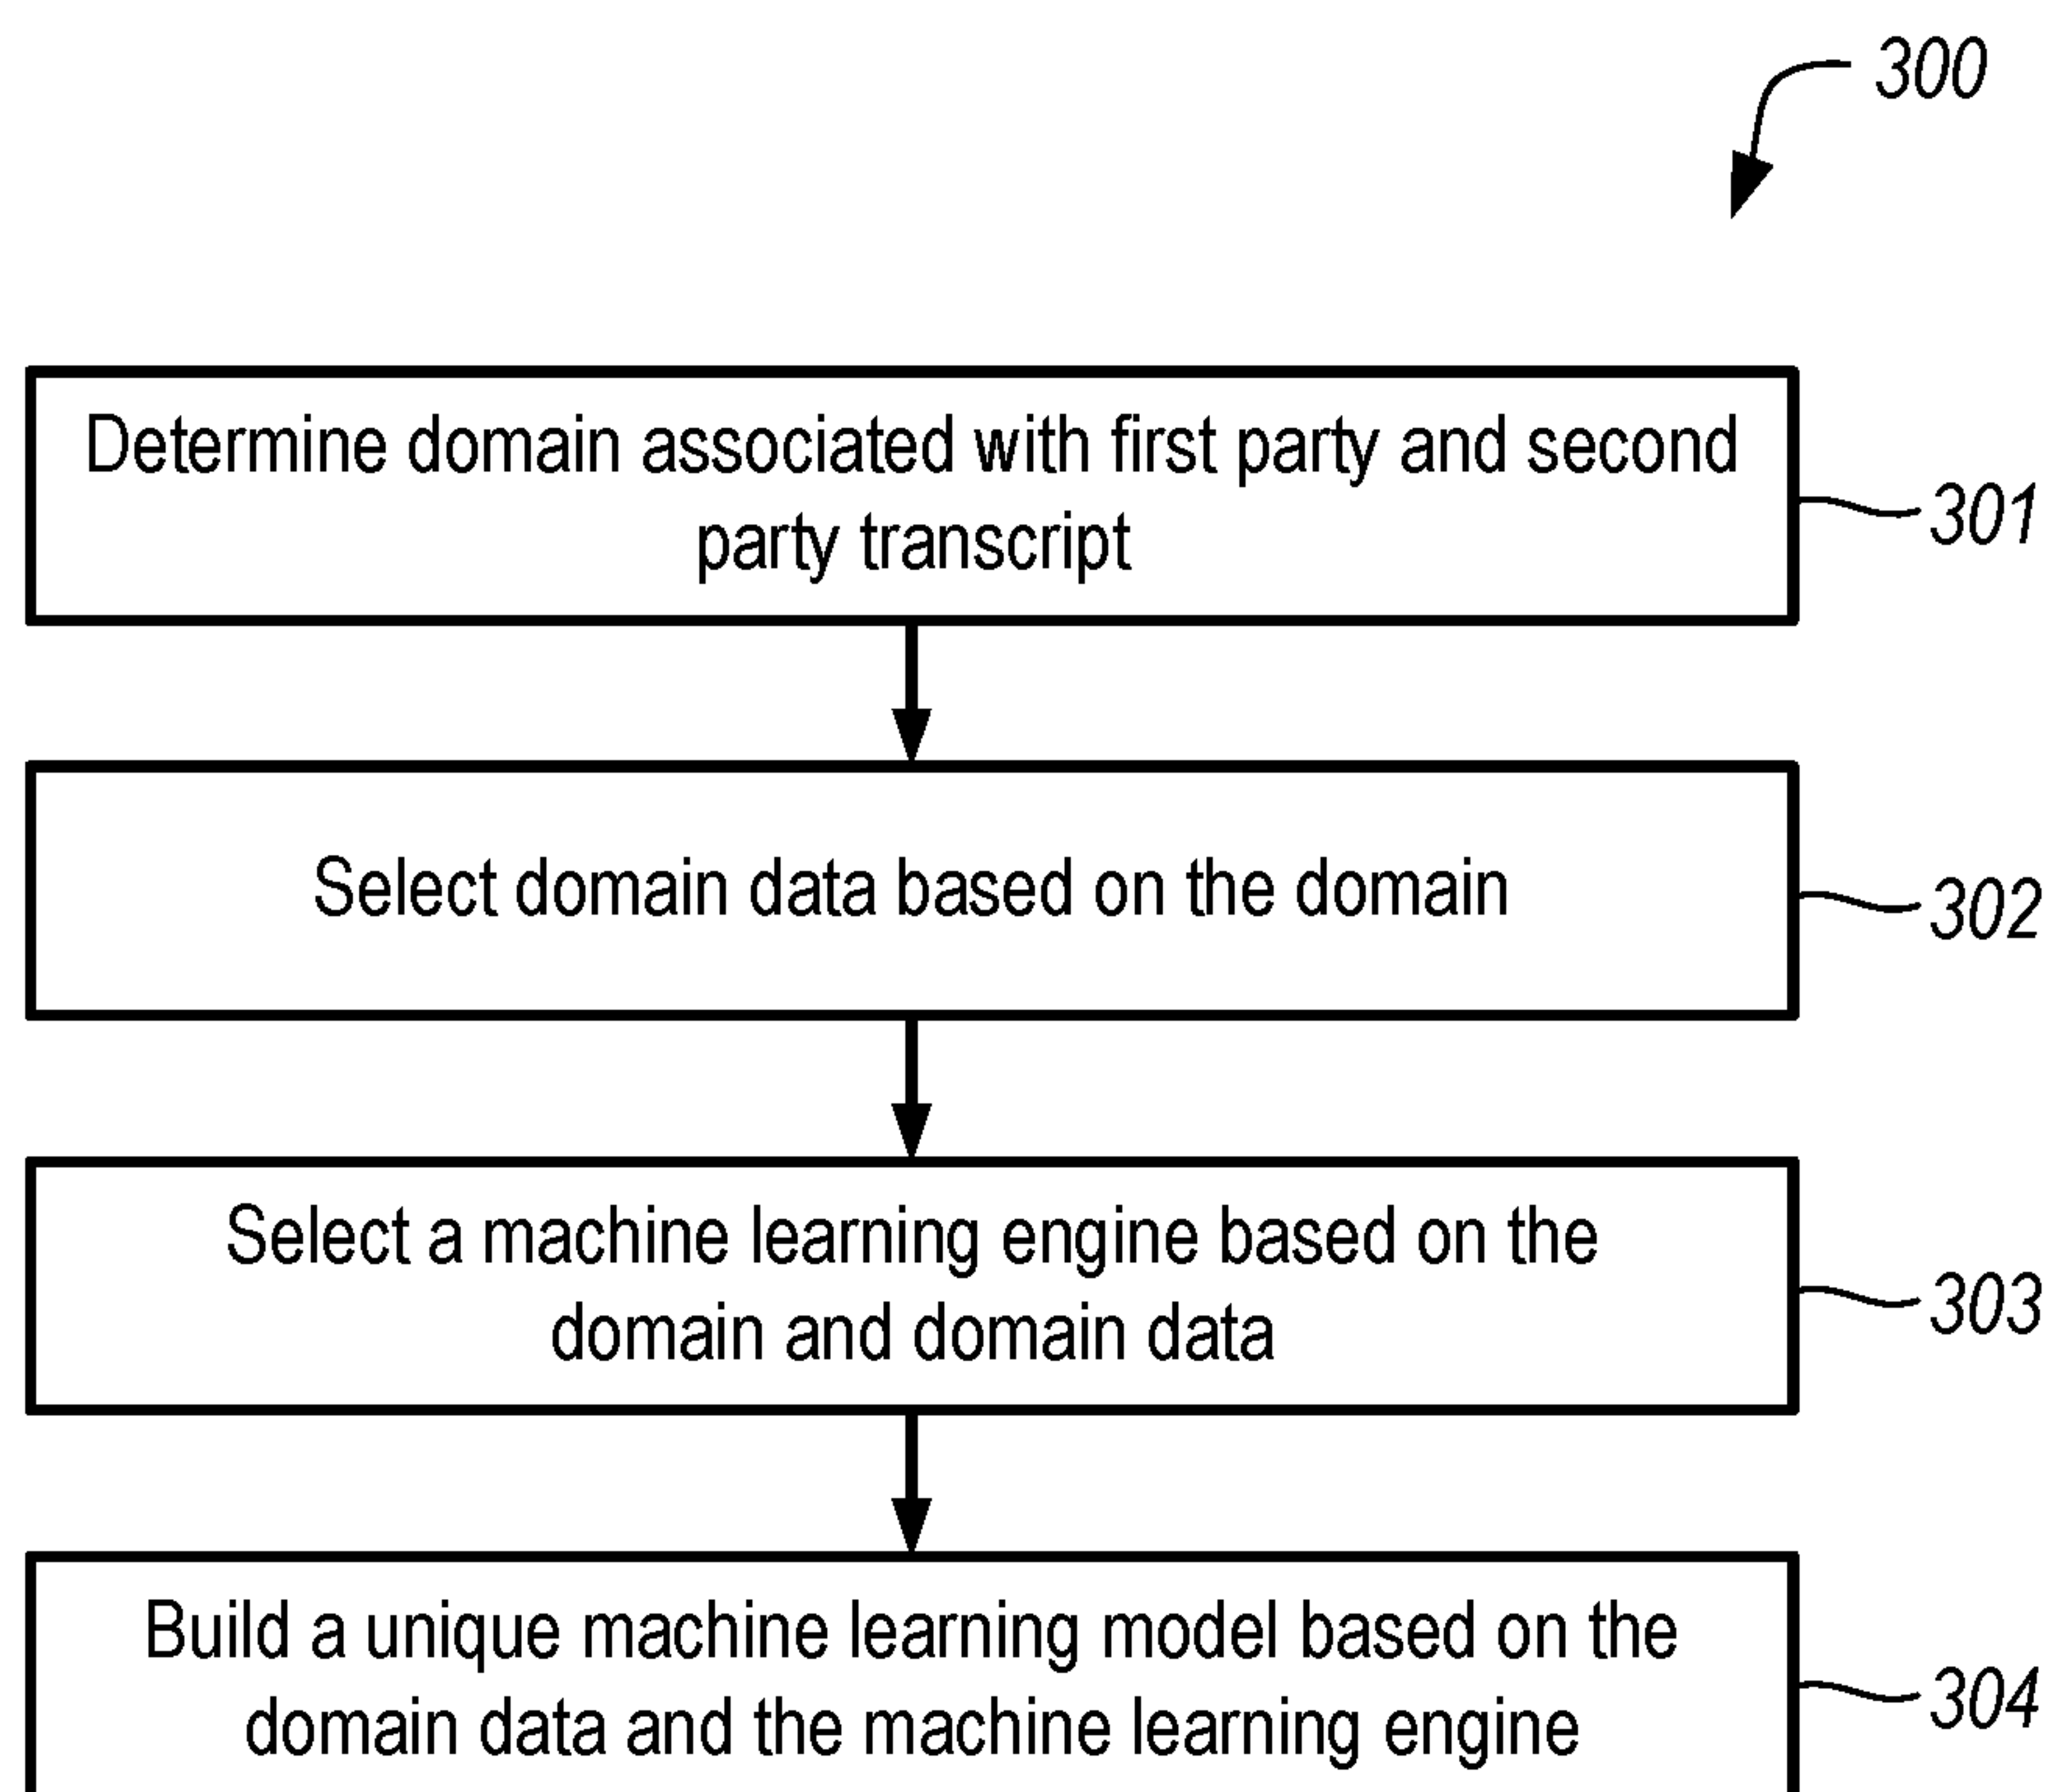 300
Determine domain associated with first party and second
party transcript
301
Select domain data based on the domain
302
Select a machine learning engine based on the
domain and domain data
303
Build a unique machine learning model based on the
domain data and the machine learning engine
304